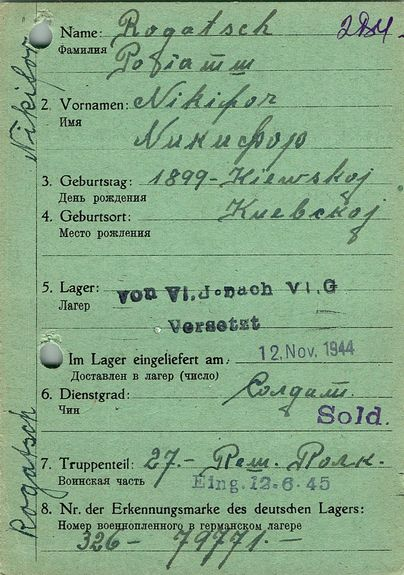 Name: Rogatsch
Фамилия
Рогатш
2. Vornamen: Nikifor
Имя
Никифор
3. Geburtstag: 1899 - Kiewskoj
День рождения
4. Geburtsort: Киевской
Место рождения
5. Lager: von VI.J. nach VI.G
Лагер
Versetzt
Im Lager eingeliefert am: 12. Nov. 1944
Доставлен в лагер (число)
6. Dienstgrad: Солдат.
Чин
Sold.
7. Truppenteil: 27.- Полк.
Воинская часть
Eing. 12.6.45
8. Nr. der Erkennungsmarke des deutschen Lagers:
Номер военнопленного в германском лагере
326 - 79771.-
Nikifor
Rogatsch